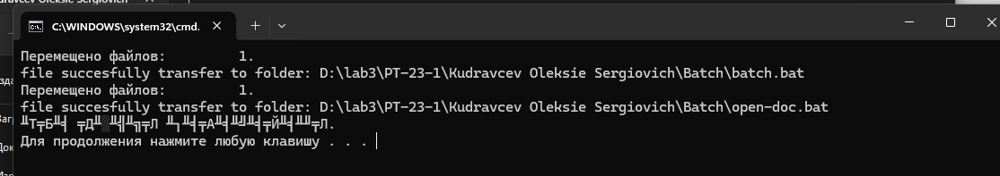 C:\WINDOWS\system32\cmd.
Перемещено файлов:         1.
file succesfully transfer to folder: D:\lab3\PT-23-1\Kudravcev Oleksie Sergiovich\Batch\batch.bat
Перемещено файлов:         1.
file succesfully transfer to folder: D:\lab3\PT-23-1\Kudravcev Oleksie Sergiovich\Batch\open-doc.bat
Для продолжения нажмите любую клавишу . . .